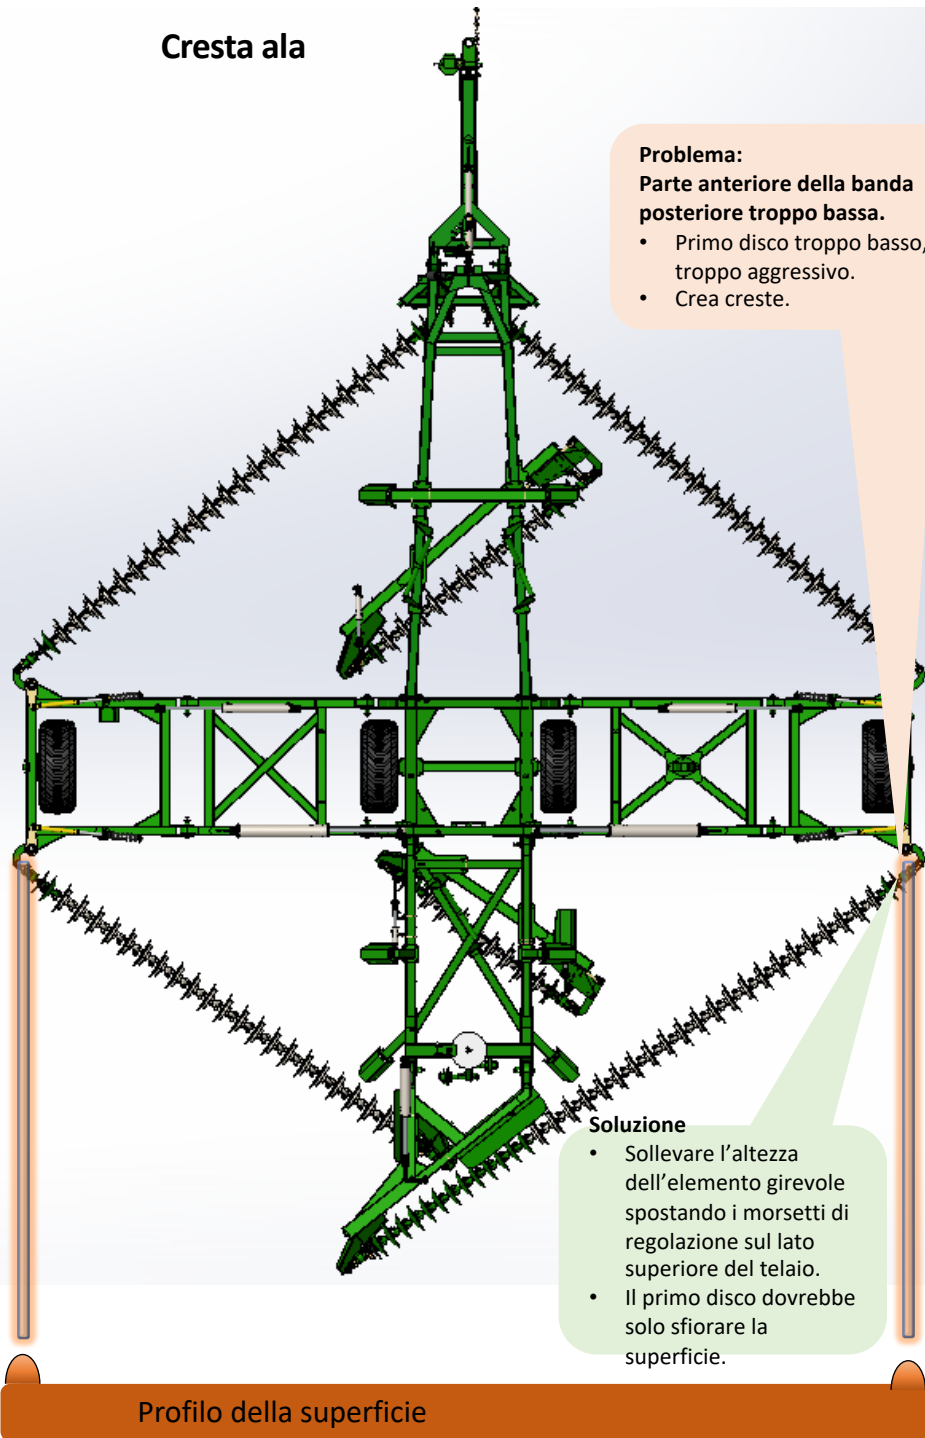 Cresta ala
Problema:
Parte anteriore della banda
posteriore troppo bassa.
• Primo disco troppo basso,
troppo aggressivo.
• Crea creste.
Soluzione
• Sollevare l’altezza
dell’elemento girevole
spostando i morsetti di
regolazione sul lato
superiore del telaio.
• Il primo disco dovrebbe
solo sfiorare la
superficie.
Profilo della superficie